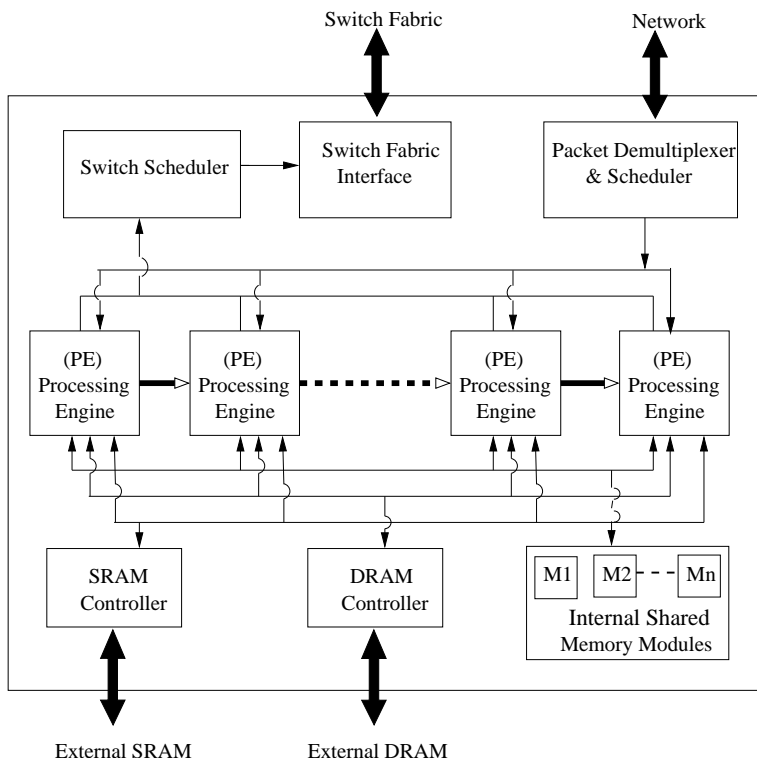 Switch Fabric
Network
Switch Scheduler
Switch Fabric
Interface
Packet Demultiplexer
& Scheduler
(PE)
Processing
Engine
(PE)
Processing
Engine
(PE)
Processing
Engine
(PE)
Processing
Engine
SRAM
Controller
DRAM
Controller
M1
M2
Mn
Internal Shared
Memory Modules
External SRAM
External DRAM